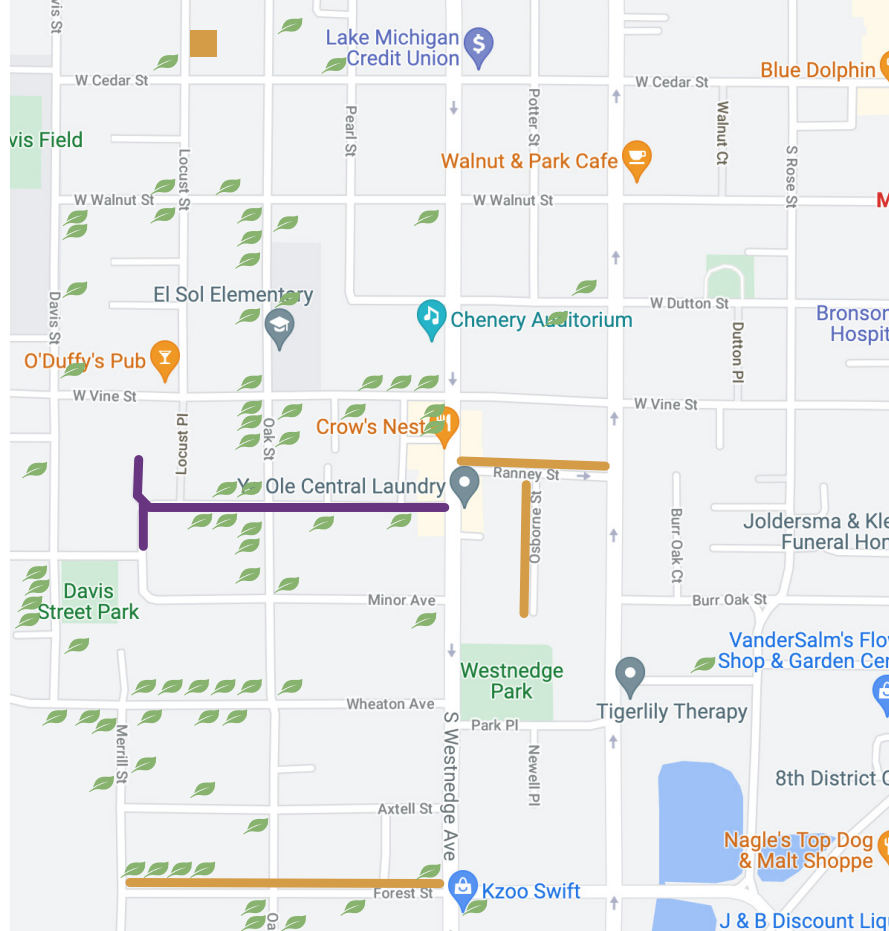 Lake Michigan
Credit Union
W Cedar St
W Cedar St
Blue Dolphin
Pearl St
Potter St
Walnut Ct
vis Field
Walnut & Park Cafe
Locust St
S Rose St
W Walnut St
W Walnut St
M
El Sol Elementary
Davis St
W Dutton St
Chenery Auditorium
Bronson
Hospit
Dutton Pl
O'Duffy's Pub
W Vine St
W Vine St
Crow's Nest
Oak St
Locust Pl
Ranney St
Ye Ole Central Laundry
Osborne St
Burr Oak Ct
Joldersma & Kle
Funeral Hom
Davis
Street Park
Minor Ave
Burr Oak St
VanderSalm's Flow
Shop & Garden Cen
Westnedge
Park
Wheaton Ave
Tigerlily Therapy
S Westnedge Ave
Park Pl
Merrill St
Newell Pl
8th District C
Axtell St
Nagle's Top Dog
& Malt Shoppe
Forest St
Kzoo Swift
Oa
J & B Discount Liqu